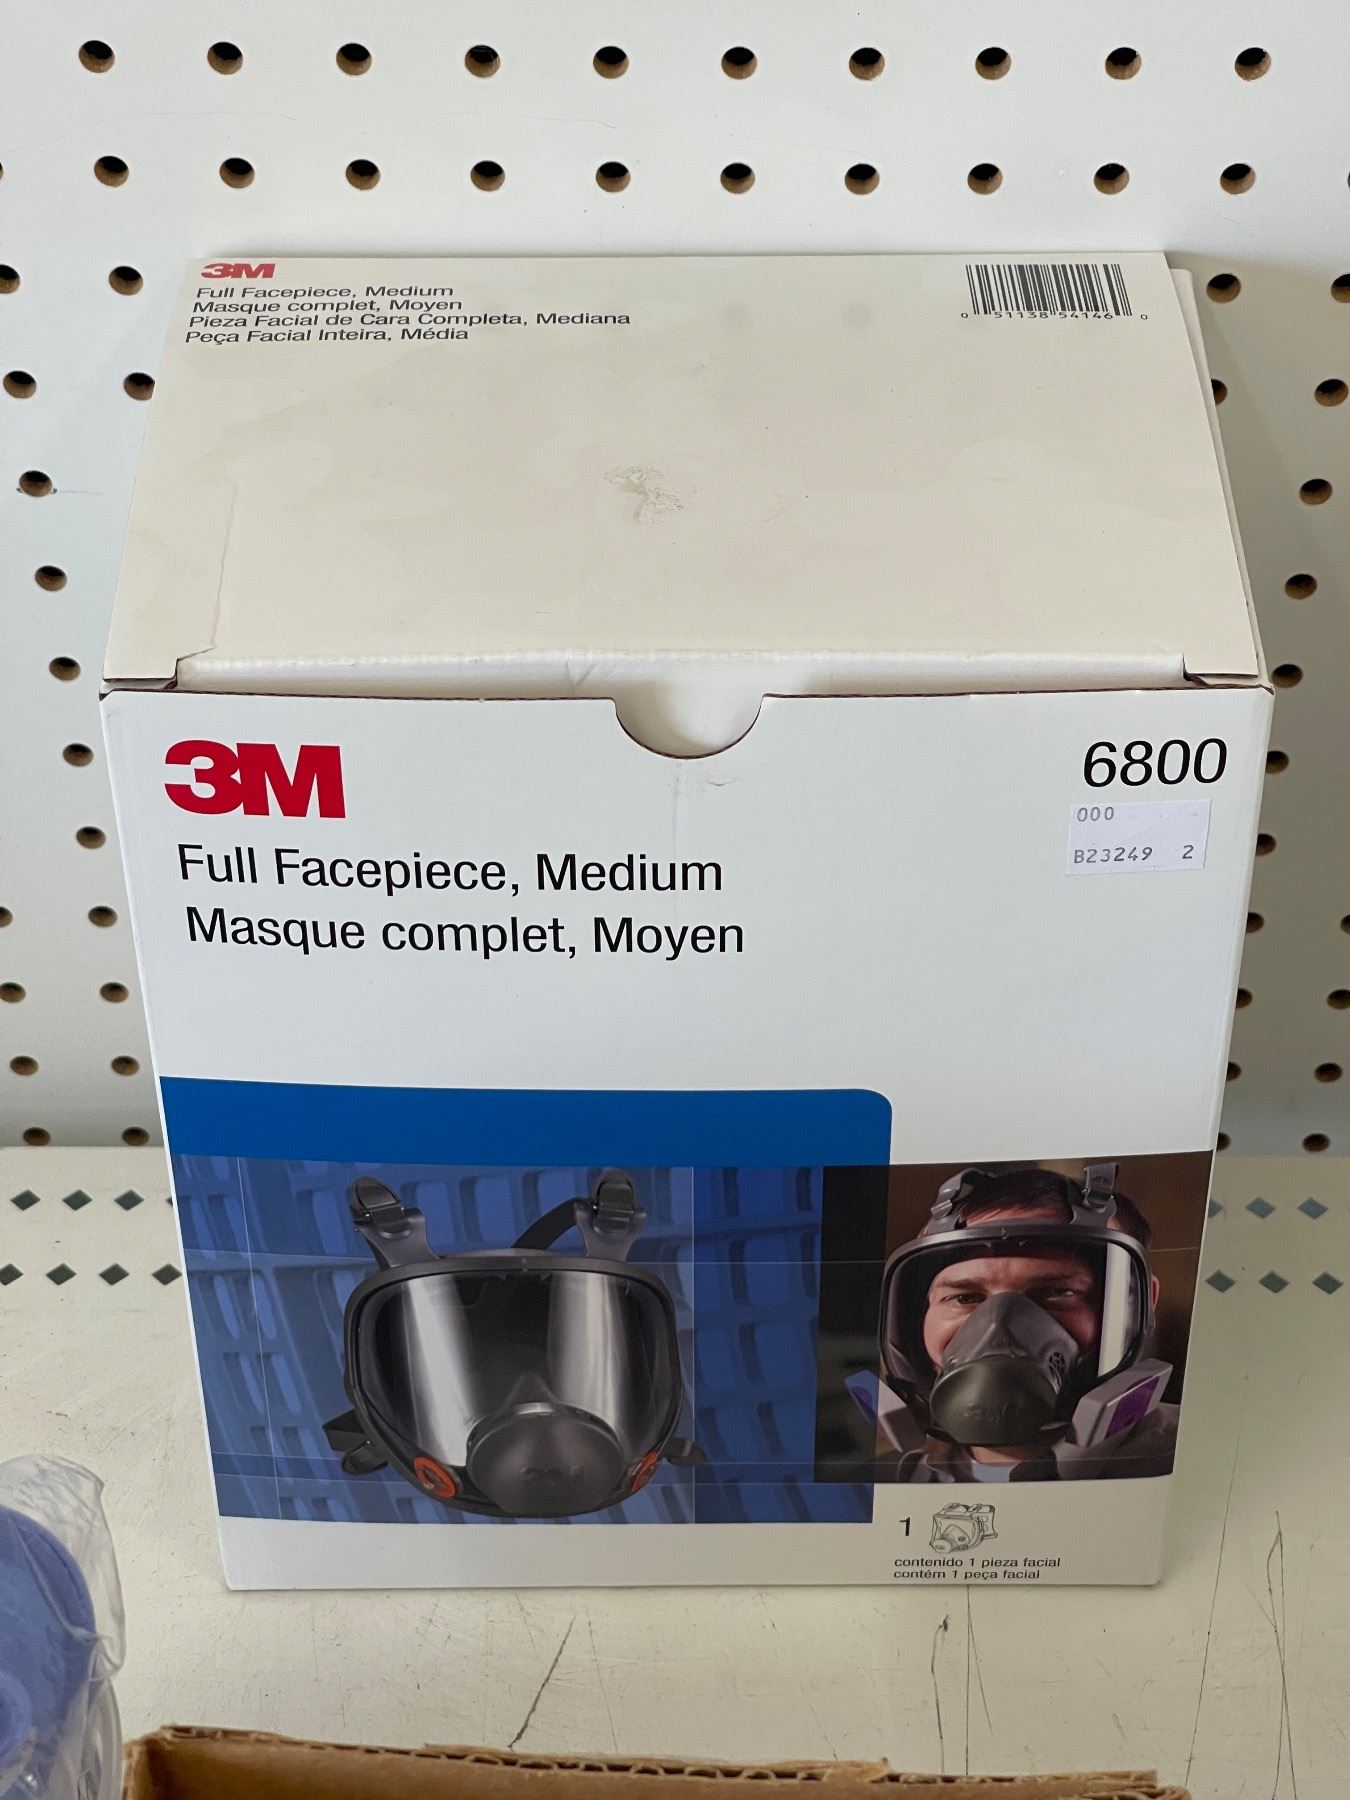 3M
Full Facepiece, Medium
Masque complet, Moyen
Pieza Facial de Cara Completa, Mediana
Peça Facial Inteira, Média
0 51138 54146 0
3M
6800
000
B23249 2
Full Facepiece, Medium
Masque complet, Moyen
3M
3M
1
contenido 1 pieza facial
contém 1 peça facial